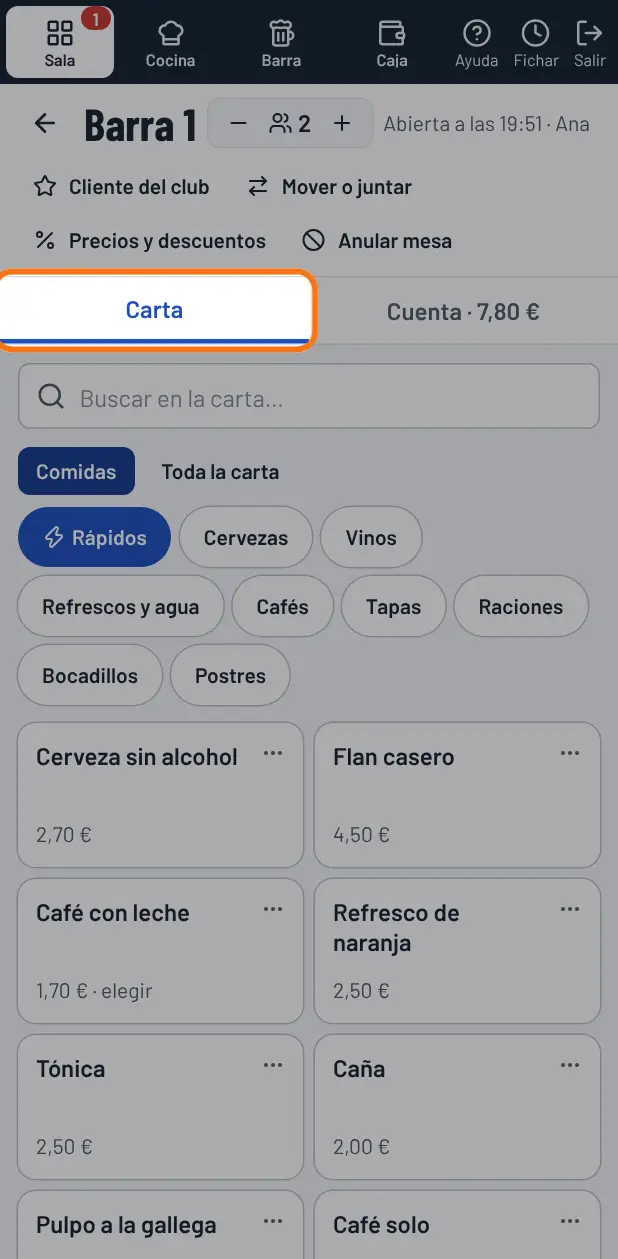 1
Sala
Cocina
Barra
Caja
Ayuda
Fichar
Salir
Barra 1
2
Abierta a las 19:51 · Ana
Cliente del club
Mover o juntar
Precios y descuentos
Anular mesa
Carta
Cuenta · 7,80 €
Buscar en la carta...
Comidas
Toda la carta
Rápidos
Cervezas
Vinos
Refrescos y agua
Cafés
Tapas
Raciones
Bocadillos
Postres
Cerveza sin alcohol
2,70 €
Flan casero
4,50 €
Café con leche
1,70 € · elegir
Refresco de
naranja
2,50 €
Tónica
2,50 €
Caña
2,00 €
Pulpo a la gallega
Café solo